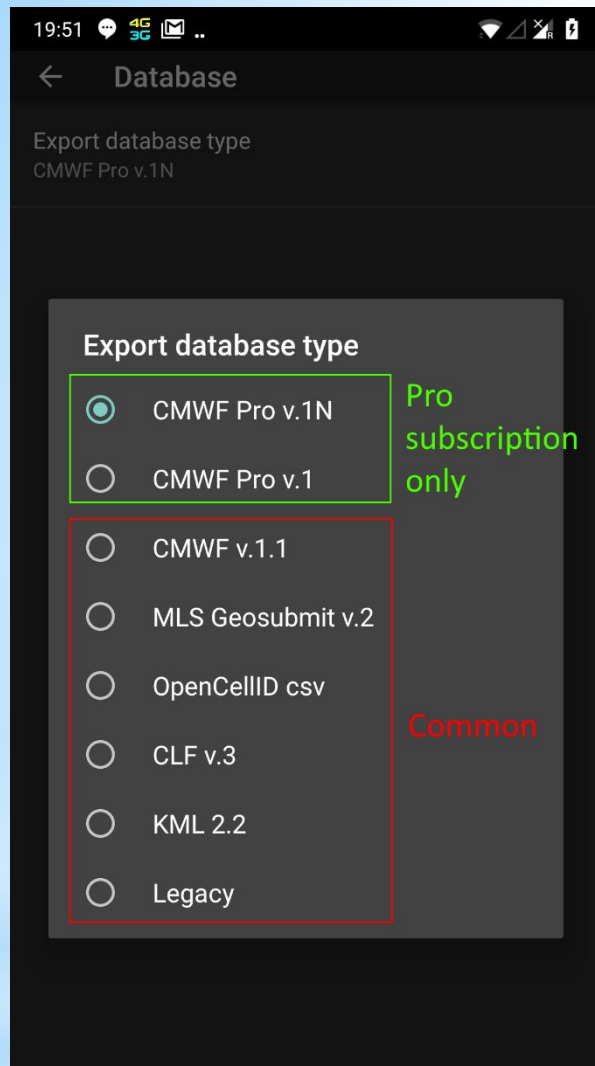 19:51 4G 3G ..
R
Database
Export database type
CMWF Pro v.1N
Export database type
CMWF Pro v.1N
CMWF Pro v.1
Pro
subscription
only
CMWF v.1.1
MLS Geosubmit v.2
OpenCellID csv
CLF v.3
KML 2.2
Legacy
Common